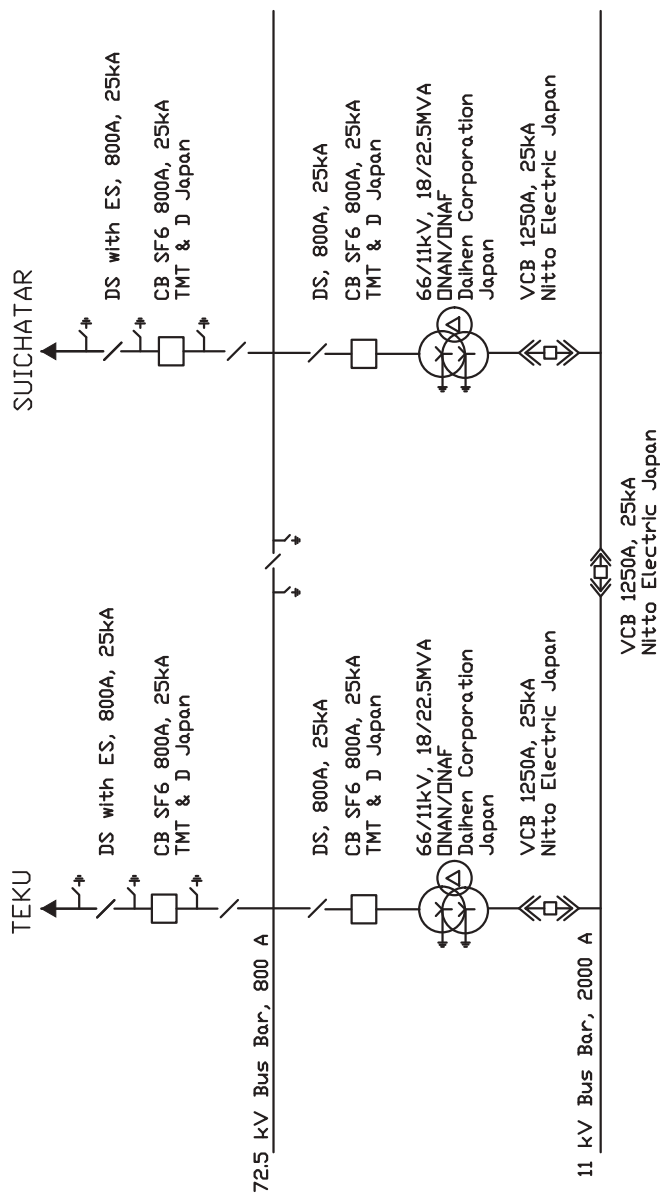 TEKU
DS with ES, 800A, 25kA
CB SF6 800A, 25kA
TMT & D Japan
72.5 kV Bus Bar, 800 A
DS, 800A, 25kA
CB SF6 800A, 25kA
TMT & D Japan
66/11kV, 18/22.5MVA
ONAN/ONAF
Daihen Corporation
Japan
VCB 1250A, 25kA
Nitto Electric Japan
11 kV Bus Bar, 2000 A
VCB 1250A, 25kA
Nitto Electric Japan
SUICHATAR
DS with ES, 800A, 25kA
CB SF6 800A, 25kA
TMT & D Japan
DS, 800A, 25kA
CB SF6 800A, 25kA
TMT & D Japan
66/11kV, 18/22.5MVA
ONAN/ONAF
Daihen Corporation
Japan
VCB 1250A, 25kA
Nitto Electric Japan